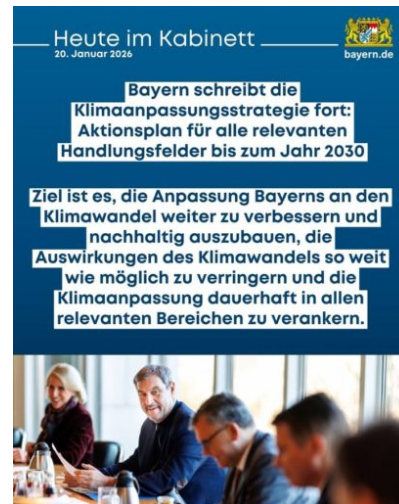 Heute im Kabinett
20. Januar 2026
bayern.de
Bayern schreibt die
Klimaanpassungsstrategie fort:
Aktionsplan für alle relevanten
Handlungsfelder bis zum Jahr 2030
Ziel ist es, die Anpassung Bayerns an den
Klimawandel weiter zu verbessern und
nachhaltig auszubauen, die
Auswirkungen des Klimawandels so weit
wie möglich zu verringern und die
Klimaanpassung dauerhaft in allen
relevanten Bereichen zu verankern.